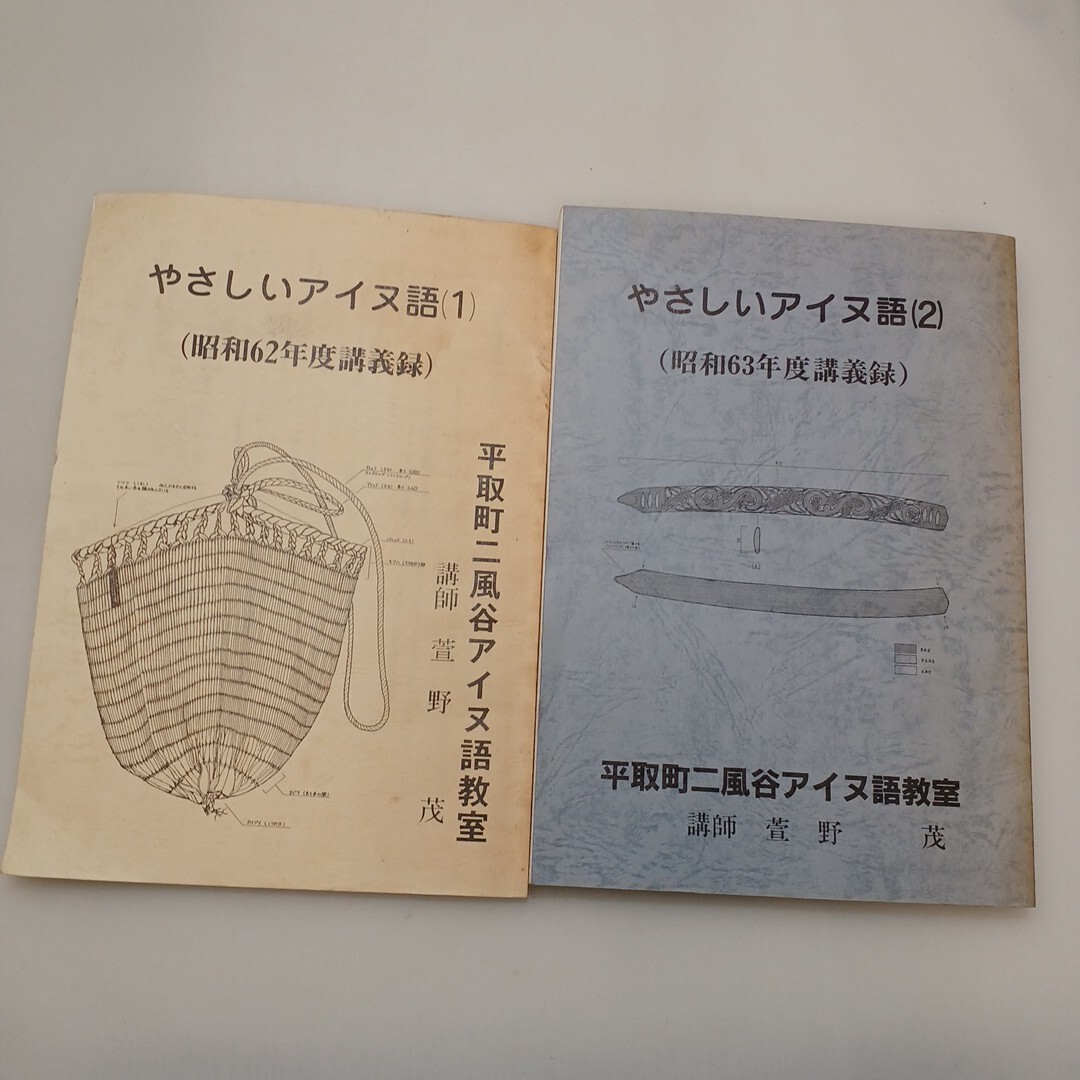 やさしいアイヌ語(1)
(昭和62年度講義録)
平取町二風谷アイヌ語教室
講師 萱野 茂
やさしいアイヌ語(2)
(昭和63年度講義録)
平取町二風谷アイヌ語教室
講師 萱野 茂